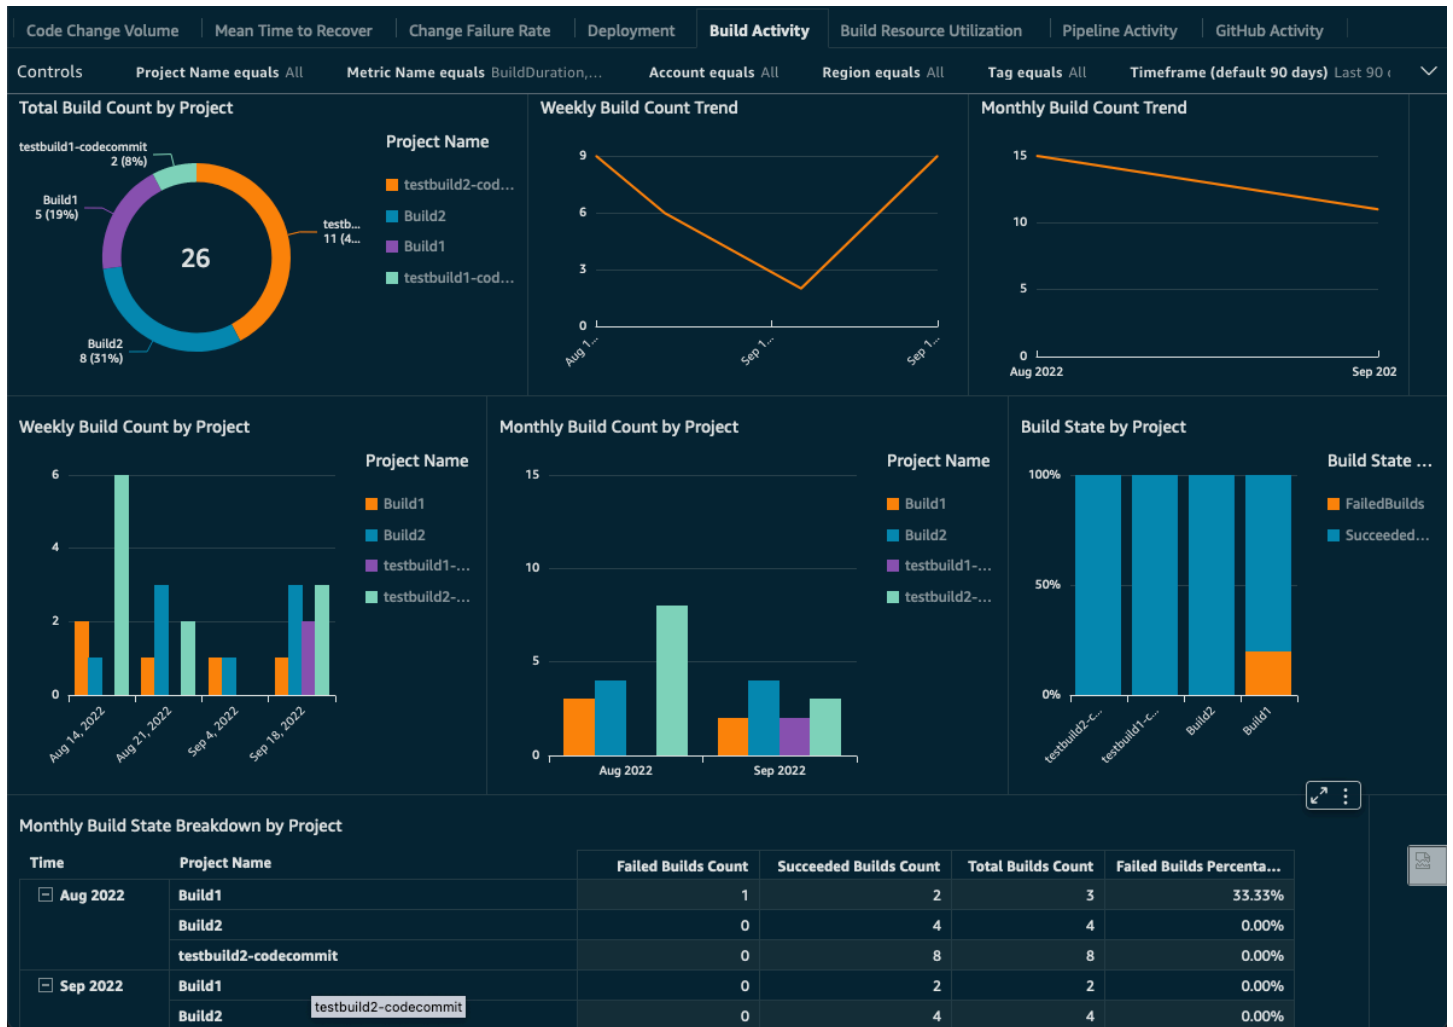 Code Change Volume
Mean Time to Recover
Change Failure Rate
Deployment
Build Activity
Build Resource Utilization
Pipeline Activity
GitHub Activity
Controls
Project Name equals All
Metric Name equals BuildDuration,...
Account equals All
Region equals All
Tag equals All
Timeframe (default 90 days) Last 90
Total Build Count by Project
testbuild1-codecommit
2 (8%)
Build1
5 (19%)
26
testb...
11 (4...
Build2
8 (31%)
Project Name
testbuild2-cod...
Build2
Build1
testbuild1-cod...
Weekly Build Count Trend
9
6
3
0
Aug 1...
Sep 1...
Sep 1...
Monthly Build Count Trend
15
10
5
0
Aug 2022
Sep 202
Weekly Build Count by Project
6
4
2
0
Aug 14, 2022
Aug 21, 2022
Sep 4, 2022
Sep 18, 2022
Project Name
Build1
Build2
testbuild1-...
testbuild2-...
Monthly Build Count by Project
15
10
5
0
Aug 2022
Sep 2022
Project Name
Build1
Build2
testbuild1-...
testbuild2-...
Build State by Project
100%
50%
0%
testbuild2-c...
testbuild1-c...
Build2
Build1
Build State ...
FailedBuilds
Succeeded...
Monthly Build State Breakdown by Project
Time Project Name Failed Builds Count Succeeded Builds Count Total Builds Count Failed Builds Percenta...
Aug 2022 Build1 1 2 3 33.33%
Build2 0 4 4 0.00%
testbuild2-codecommit 0 8 8 0.00%
Sep 2022 Build1 0 2 2 0.00%
testbuild2-codecommit
Build2 0 4 4 0.00%